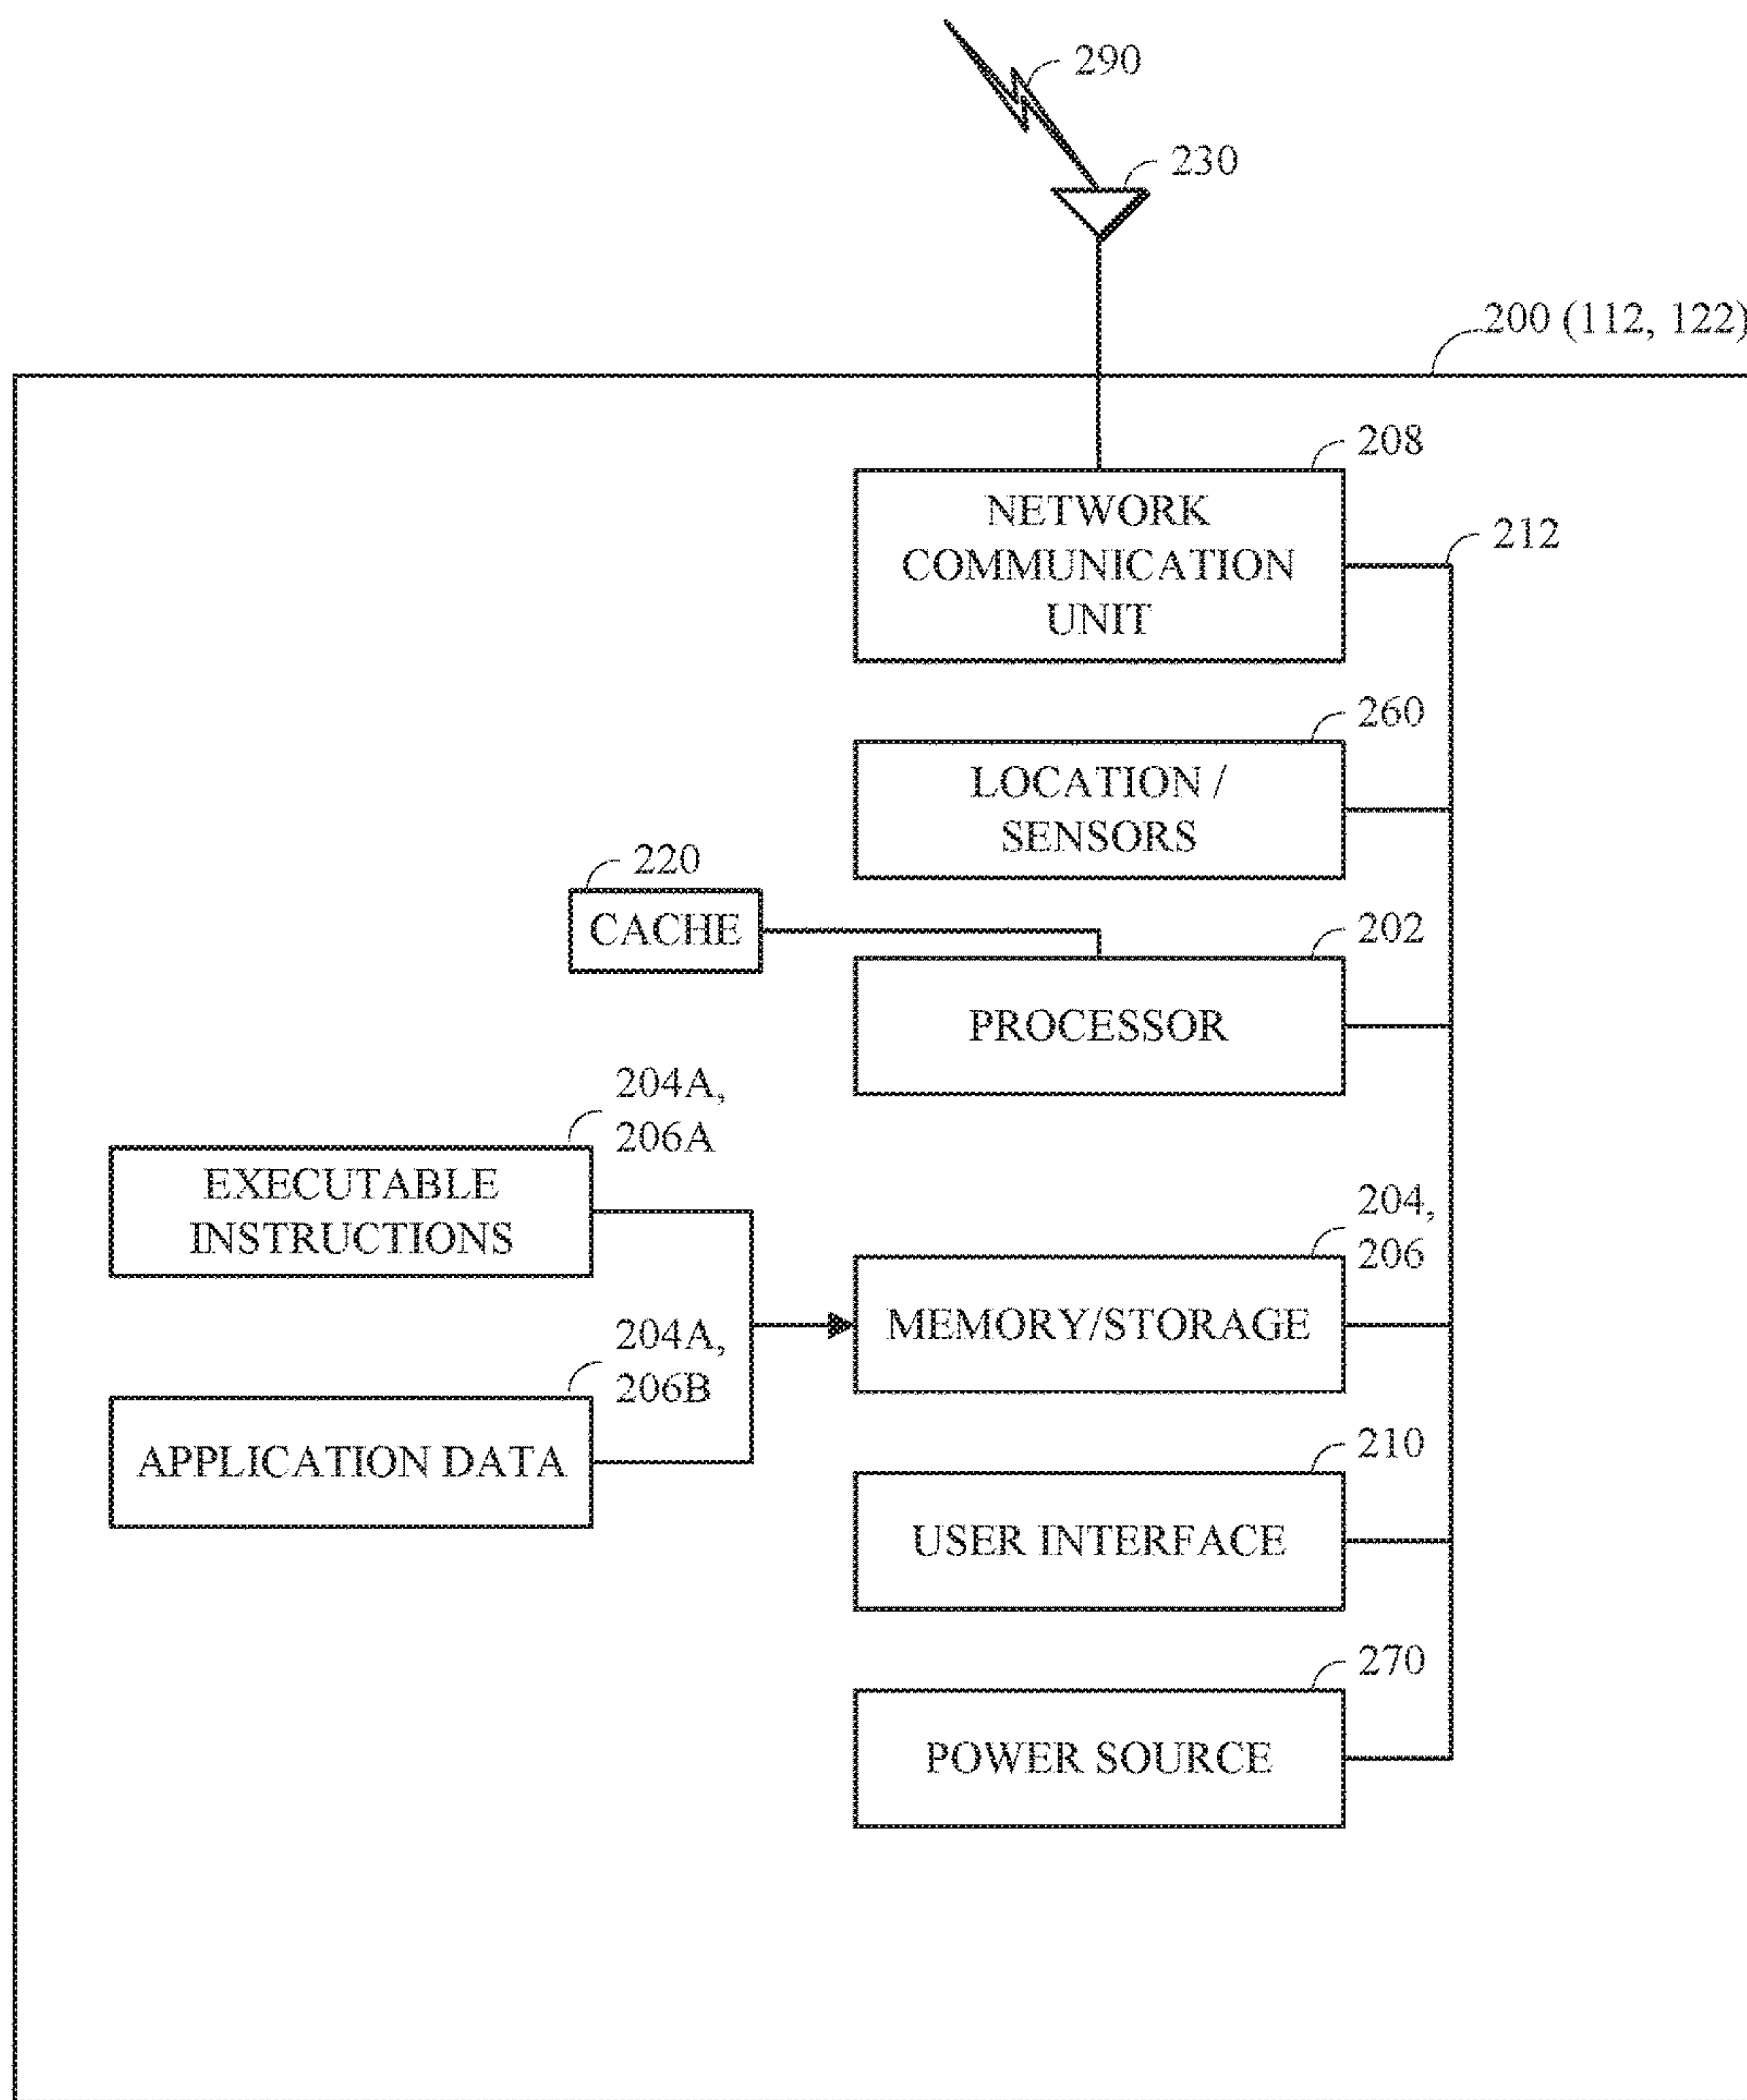 290
230
200 (112, 122)
208
NETWORK
COMMUNICATION
UNIT
212
260
LOCATION /
SENSORS
220
CACHE
202
PROCESSOR
204A,
206A
EXECUTABLE
INSTRUCTIONS
204,
206
MEMORY/STORAGE
204A,
206B
APPLICATION DATA
210
USER INTERFACE
270
POWER SOURCE